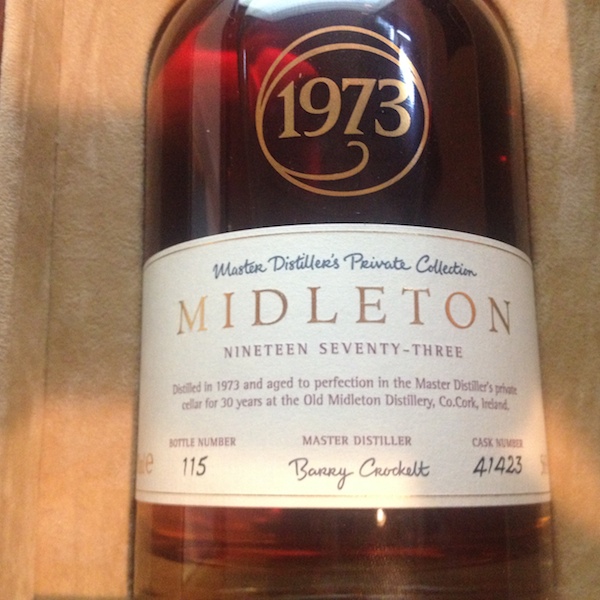 1973
Master Distiller's Private Collection
MIDLETON
NINETEEN SEVENTY-THREE
Distilled in 1973 and aged to perfection in the Master Distiller's private
cellar for 30 years at the Old Midleton Distillery, Co.Cork, Ireland.
BOTTLE NUMBER MASTER DISTILLER CASK NUMBER
115 Barry Crockett 41423